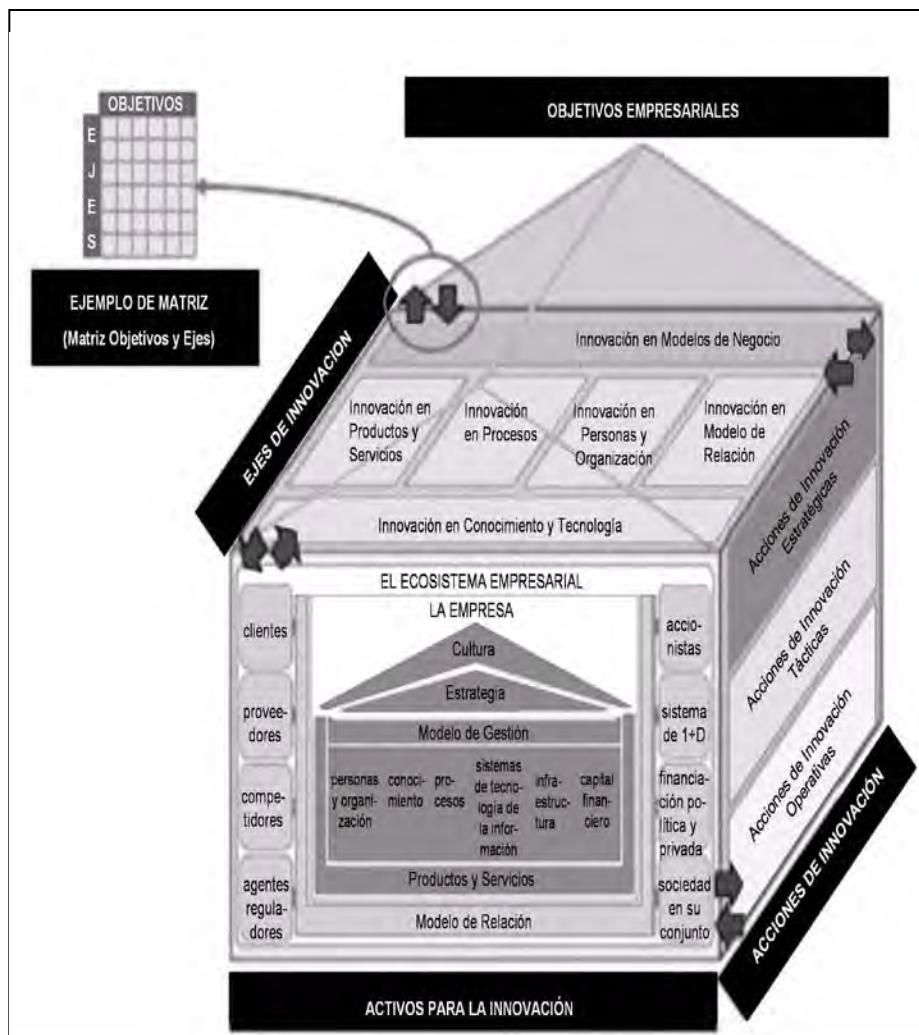 OBJETIVOS
E
J
E
S
EJEMPLO DE MATRIZ
(Matriz Objetivos y Ejes)
OBJETIVOS EMPRESARIALES
EJES DE INNOVACION
Innovación en Modelos de Negocio
Innovación en
Productos y
Servicios
Innovación
en Procesos
Innovación en
Personas y
Organización
Innovación en
Modelo de
Relación
Innovación en Conocimiento y Tecnología
Acciones de Innovación
Estratégicas
Acciones de Innovación
Tácticas
Acciones de Innovación
Operativas
ACCIONES DE INNOVACIÓN
EL ECOSISTEMA EMPRESARIAL
LA EMPRESA
clientes
provee-
dores
compe-
tidores
agentes
regula-
dores
Cultura
Estrategia
Modelo de Gestión
personas
y organi-
zación
conoci-
miento
pro-
cesos
sistemas
de tecno-
logía de
la infor-
mación
infra-
estruc-
tura
capital
finan-
ciero
Productos y Servicios
Modelo de Relación
accio-
nistas
sistema
de 1+D
financia-
ción po-
lítica y
privada
sociedad
en su
conjunto
ACTIVOS PARA LA INNOVACIÓN